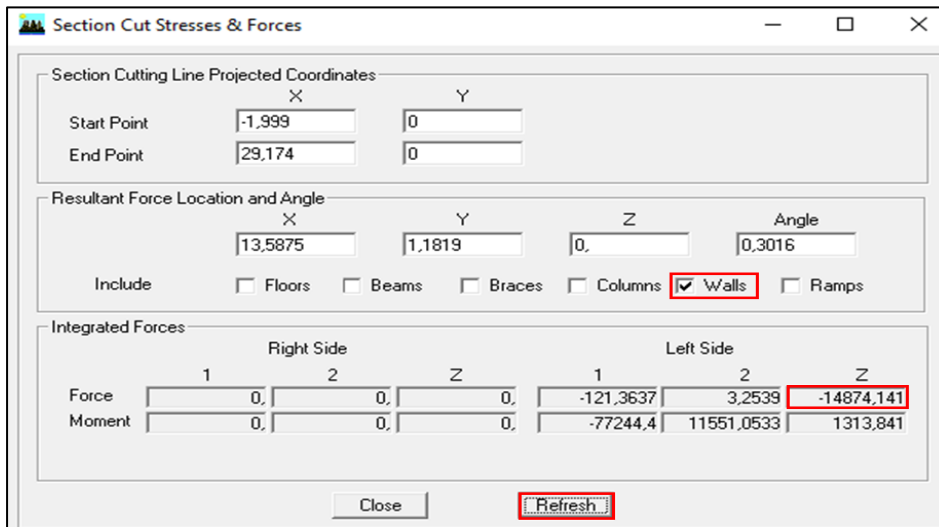 Section Cut Stresses & Forces
Section Cutting Line Projected Coordinates
X Y
Start Point -1,999 0
End Point 29,174 0
Resultant Force Location and Angle
X Y Z Angle
13,5875 1,1819 0, 0,3016
Include Floors Beams Braces Columns Walls Ramps
Integrated Forces
Right Side Left Side
1 2 Z 1 2 Z
Force 0, 0, 0, -121,3637 3,2539 -14874,141
Moment 0, 0, 0, -77244,4 11551,0533 1313,841
Close Refresh